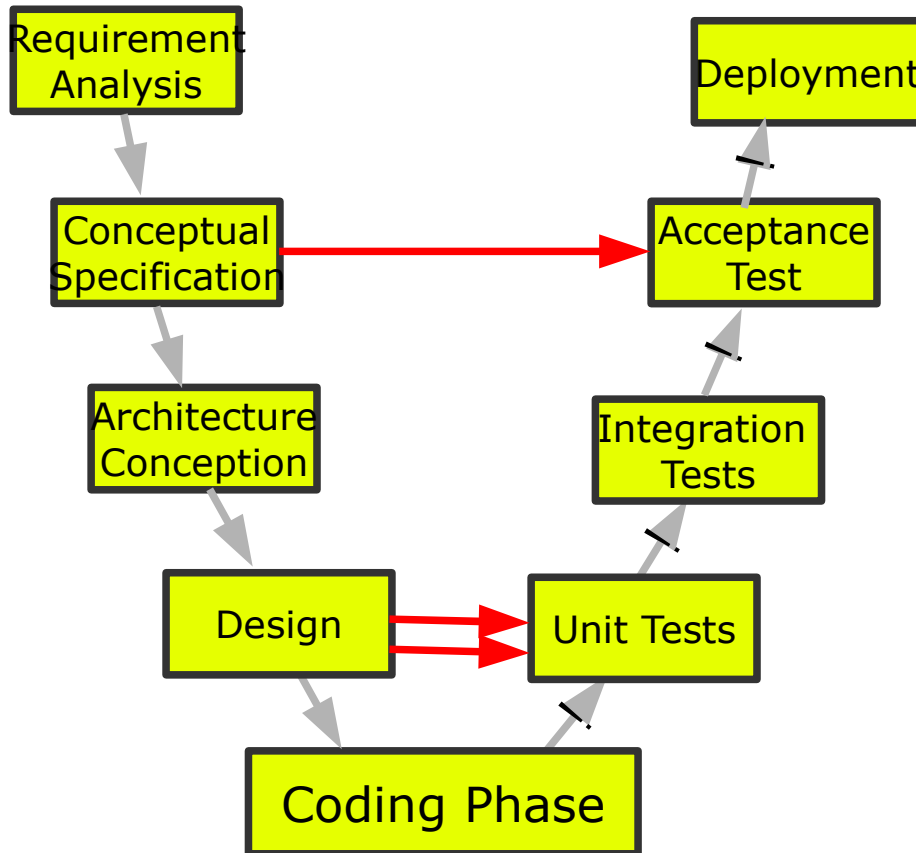 Requirement
Analysis
Deployment
Conceptual
Specification
Acceptance
Test
Architecture
Conception
Integration
Tests
Design
Unit Tests
Coding Phase